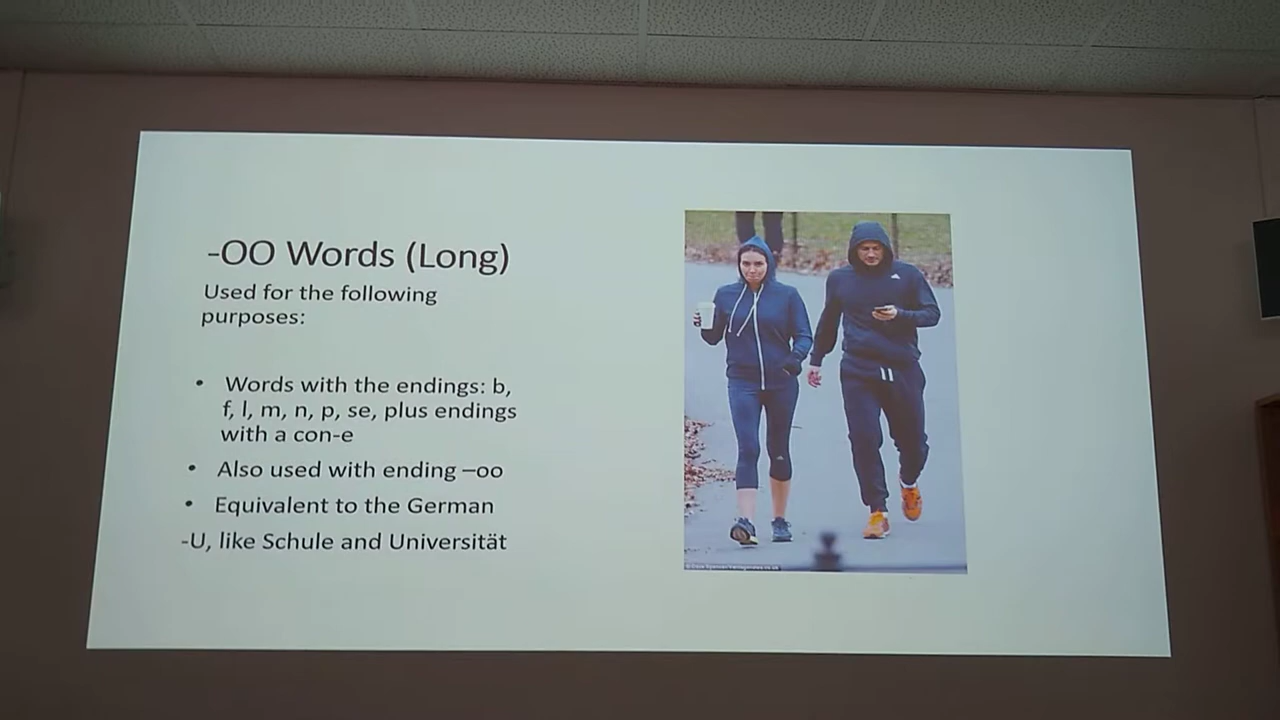 -OO Words (Long)
Used for the following
purposes:
• Words with the endings: b,
f, l, m, n, p, se, plus endings
with a con-e
• Also used with ending –oo
• Equivalent to the German
-U, like Schule and Universität